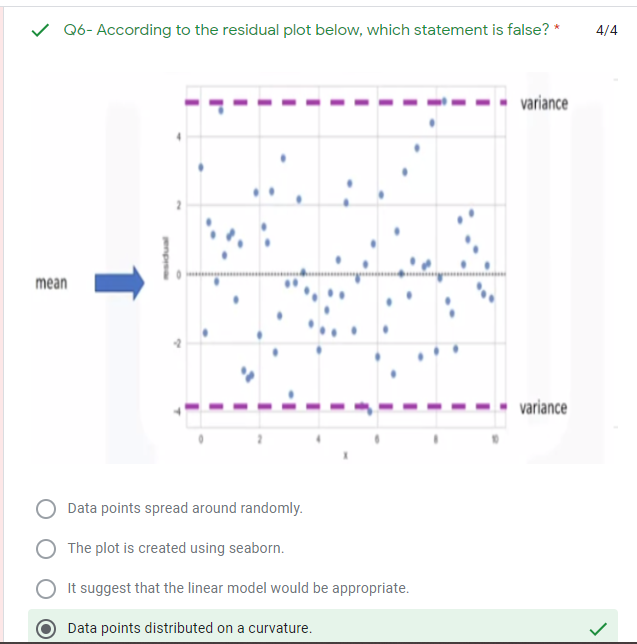 Q6- According to the residual plot below, which statement is false? *
4/4
variance
4
2
residual
mean
0
-2
variance
-4
0 2 4 6 8 10
x
Data points spread around randomly.
The plot is created using seaborn.
It suggest that the linear model would be appropriate.
Data points distributed on a curvature.